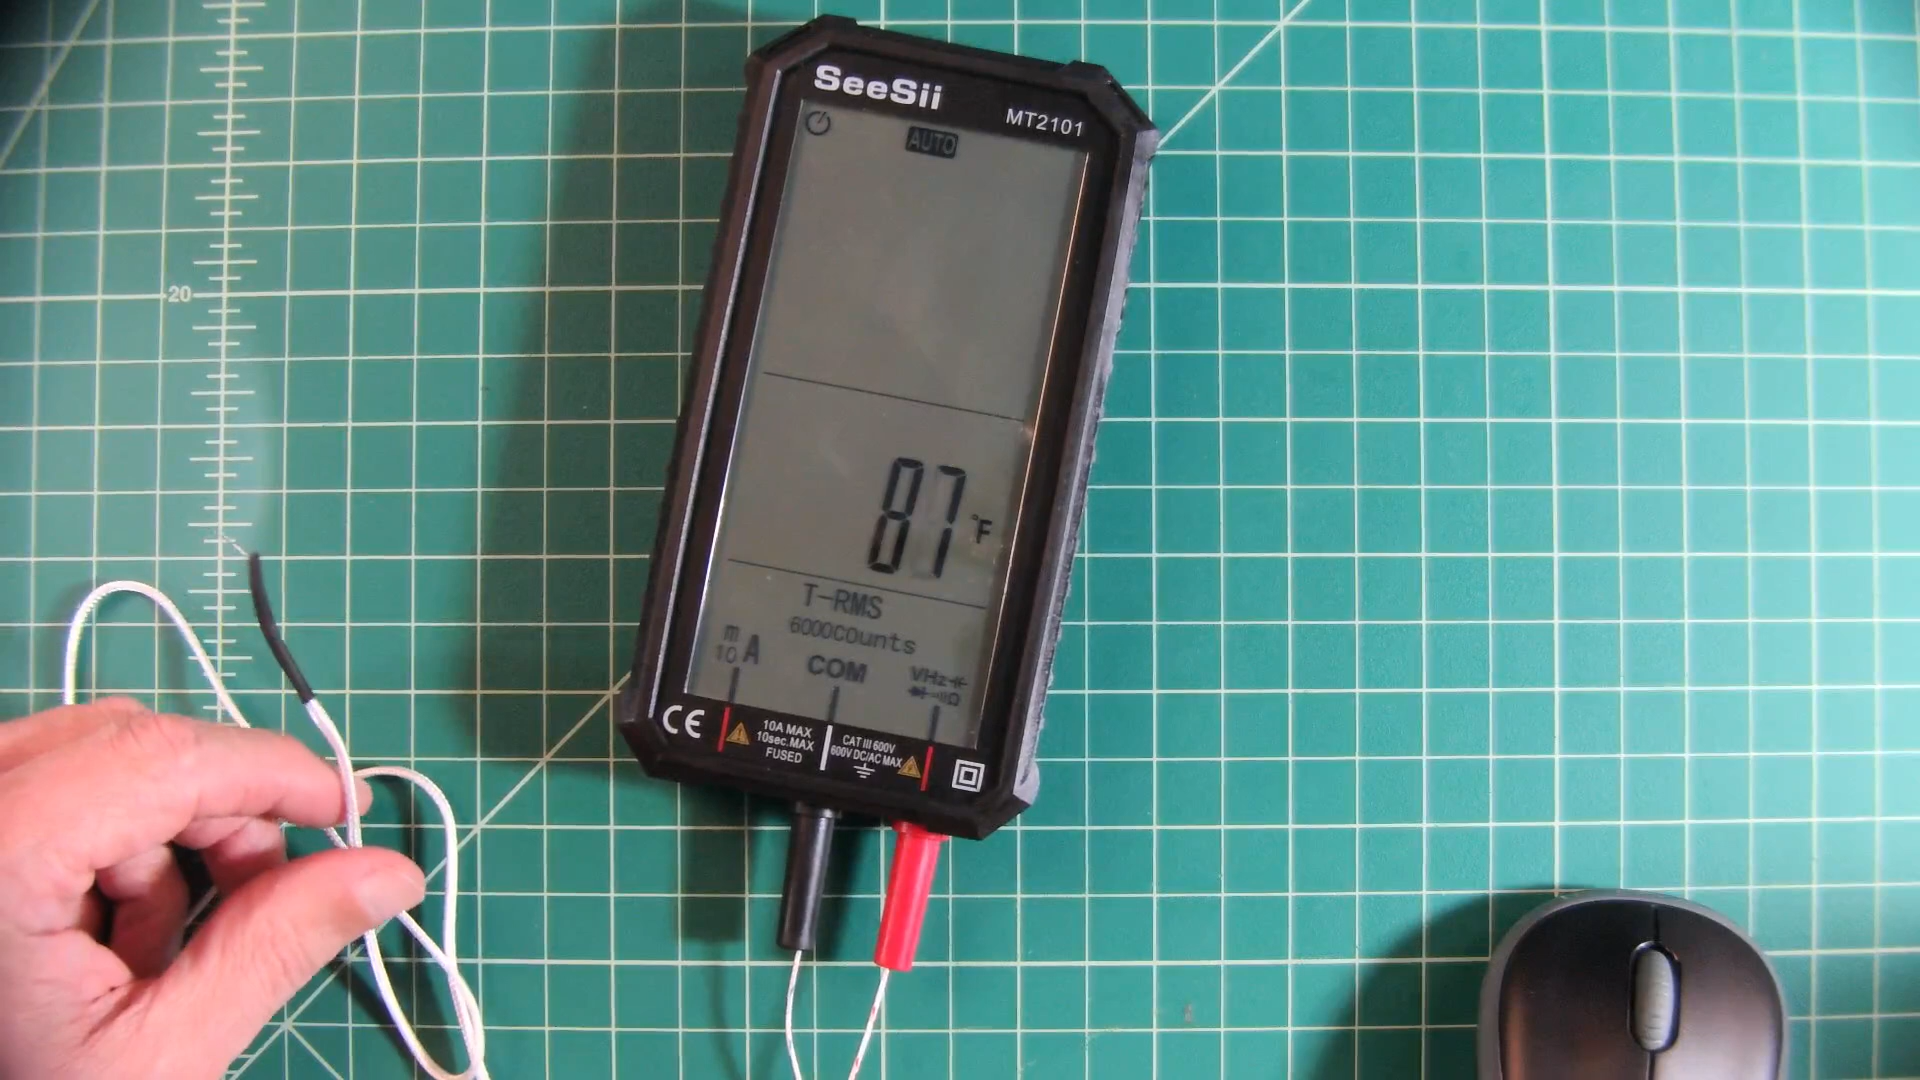 SeeSii
MT2101
AUTO
20
87 °F
T-RMS
6000counts
m
10 A
COM
VHz
Ω
CE
10A MAX
10sec.MAX
FUSED
CAT III 600V
600V DC/AC MAX